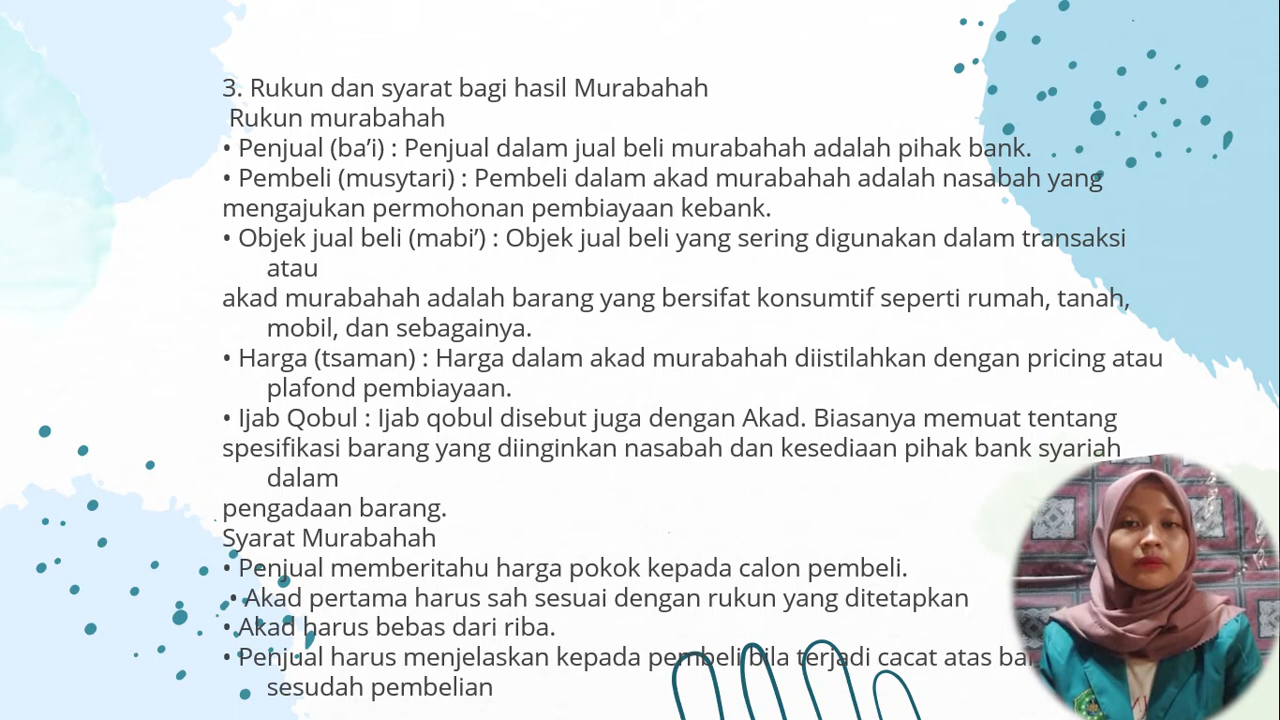 3. Rukun dan syarat bagi hasil Murabahah
Rukun murabahah
• Penjual (ba’i) : Penjual dalam jual beli murabahah adalah pihak bank.
• Pembeli (musytari) : Pembeli dalam akad murabahah adalah nasabah yang
mengajukan permohonan pembiayaan kebank.
• Objek jual beli (mabi’) : Objek jual beli yang sering digunakan dalam transaksi
atau
akad murabahah adalah barang yang bersifat konsumtif seperti rumah, tanah,
mobil, dan sebagainya.
• Harga (tsaman) : Harga dalam akad murabahah diistilahkan dengan pricing atau
plafond pembiayaan.
• Ijab Qobul : Ijab qobul disebut juga dengan Akad. Biasanya memuat tentang
spesifikasi barang yang diinginkan nasabah dan kesediaan pihak bank syariah
dalam
pengadaan barang.
Syarat Murabahah
• Penjual memberitahu harga pokok kepada calon pembeli.
• Akad pertama harus sah sesuai dengan rukun yang ditetapkan
• Akad harus bebas dari riba.
• Penjual harus menjelaskan kepada pembeli bila terjadi cacat atas
sesudah pembelian